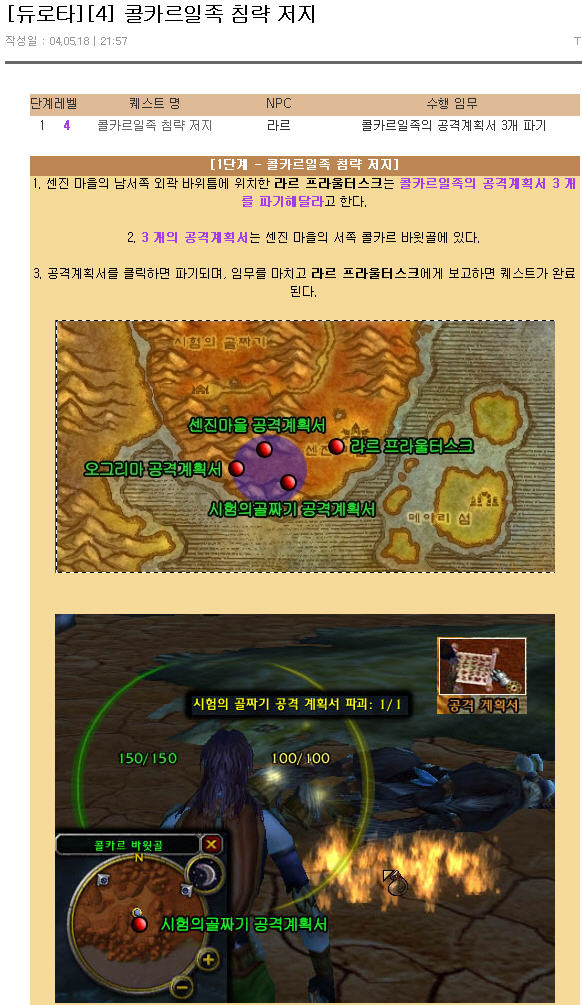 [듀로타][4] 콜카르일족 침략 저지
작성일 : 04,05,18 | 21:57
T
단계레벨 퀘스트 명 NPC 수행 임무
1 4 콜카르일족 침략 저지 라르 콜카르일족의 공격계획서 3개 파기
[1단계 - 콜카르일족 침략 저지]
1. 센진 마을의 남서쪽 외곽 바위틈에 위치한 라르 프라울터스크는 콜카르일족의 공격계획서 3 개
를 파기해달라고 한다.
2. 3 개의 공격계획서는 센진 마을의 서쪽 콜카르 바윗골에 있다.
3. 공격계획서를 클릭하면 파기되며, 임무를 마치고 라르 프라울터스크에게 보고하면 퀘스트가 완료
된다.
시험의 골짜기
센진마을 공격계획서
센진
라르 프라울터스크
오그리마 공격계획서
시험의골짜기 공격계획서
메아리 섬
시험의 골짜기 공격 계획서 파괴: 1/1
공격 계획서
150/150
100/100
콜카르 바윗골
N
시험의골짜기 공격계획서